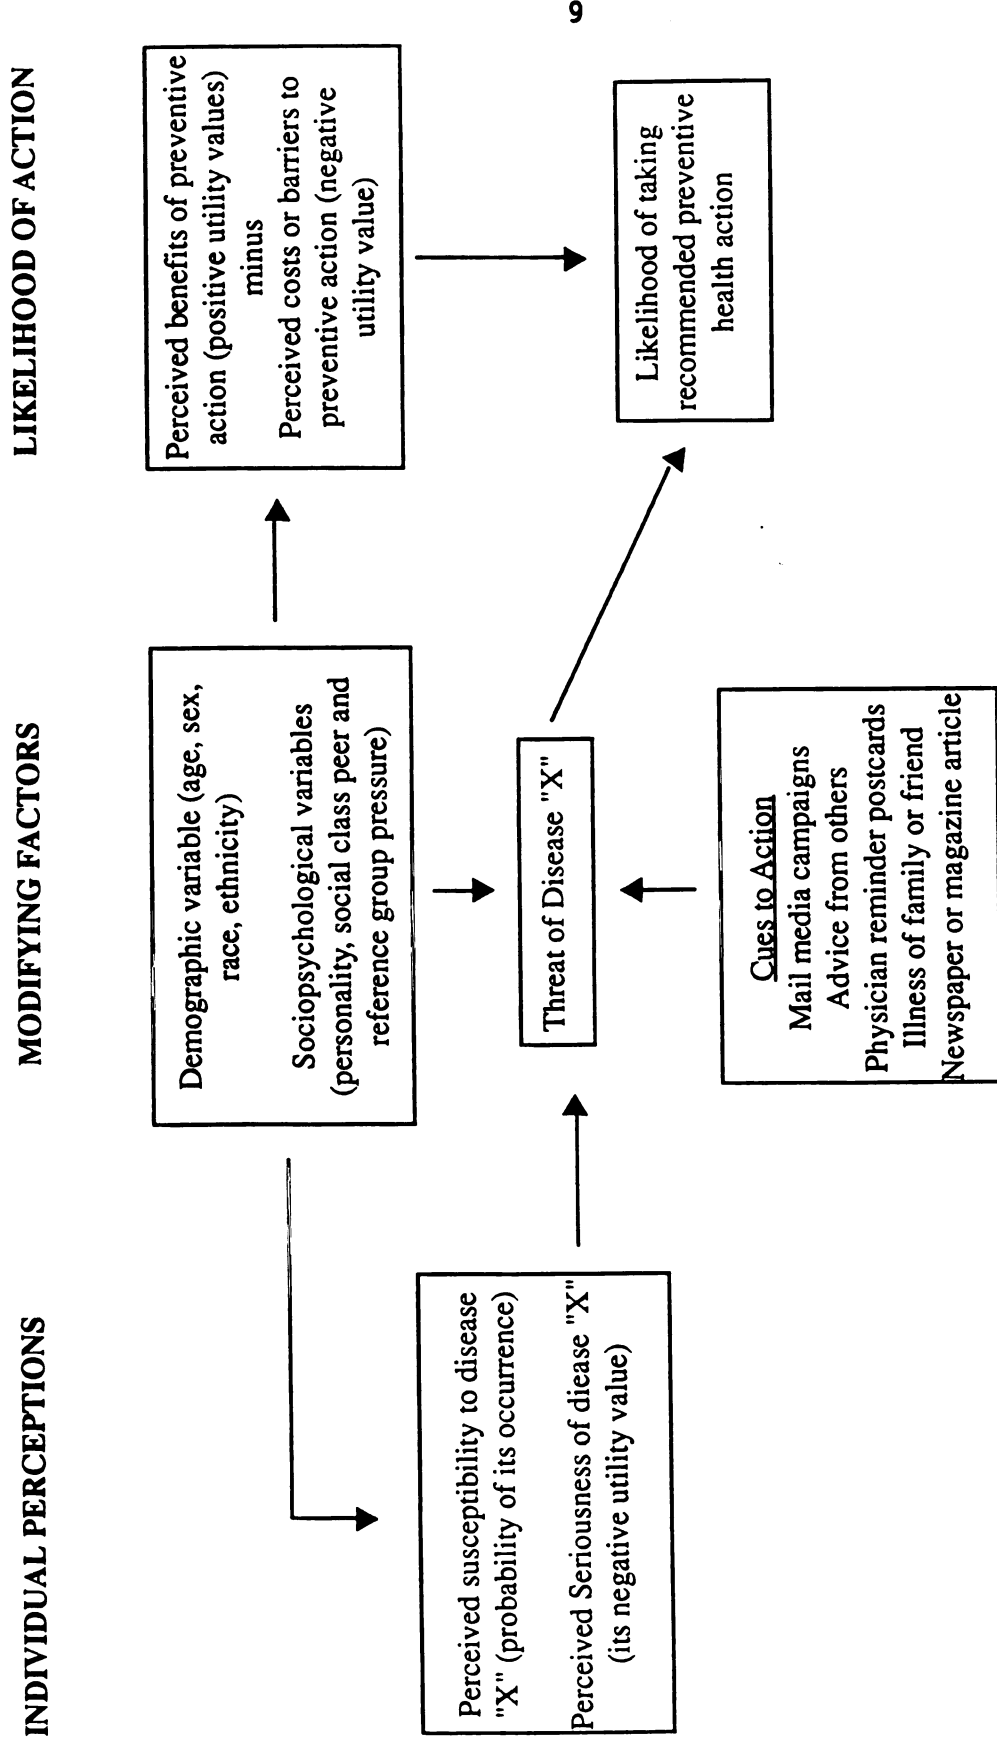 9
INDIVIDUAL PERCEPTIONS
MODIFYING FACTORS
LIKELIHOOD OF ACTION
Demographic variable (age, sex,
race, ethnicity)
Sociopsychological variables
(personality, social class peer and
reference group pressure)
Perceived benefits of preventive
action (positive utility values)
minus
Perceived costs or barriers to
preventive action (negative
utility value)
Perceived susceptibility to disease
"X" (probability of its occurrence)
Perceived Seriousness of diease "X"
(its negative utility value)
Threat of Disease "X"
Likelihood of taking
recommended preventive
health action
Cues to Action
Mail media campaigns
Advice from others
Physician reminder postcards
Illness of family or friend
Newspaper or magazine article